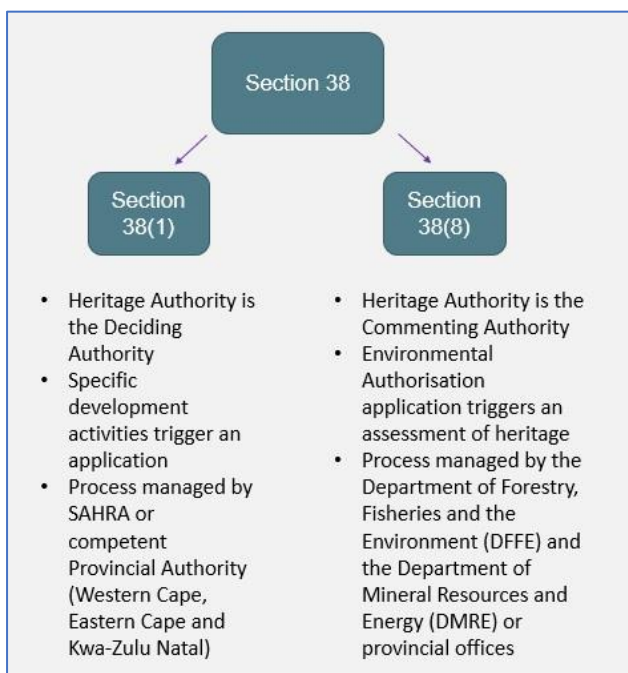 Section 38
Section
38(1)
Section
38(8)
• Heritage Authority is
the Deciding
Authority
• Specific
development
activities trigger an
application
• Process managed by
SAHRA or
competent
Provincial Authority
(Western Cape,
Eastern Cape and
Kwa-Zulu Natal)
• Heritage Authority is the
Commenting Authority
• Environmental
Authorisation
application triggers an
assessment of heritage
• Process managed by the
Department of Forestry,
Fisheries and the
Environment (DFFE) and
the Department of
Mineral Resources and
Energy (DMRE) or
provincial offices